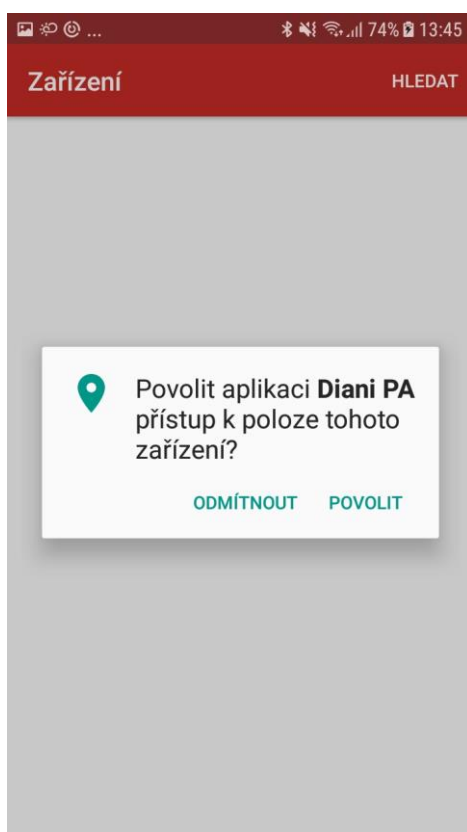 ... 74% 13:45
Zařízení HLEDAT
Povolit aplikaci Diani PA
přístup k poloze tohoto
zařízení?
ODMÍTNOUT POVOLIT